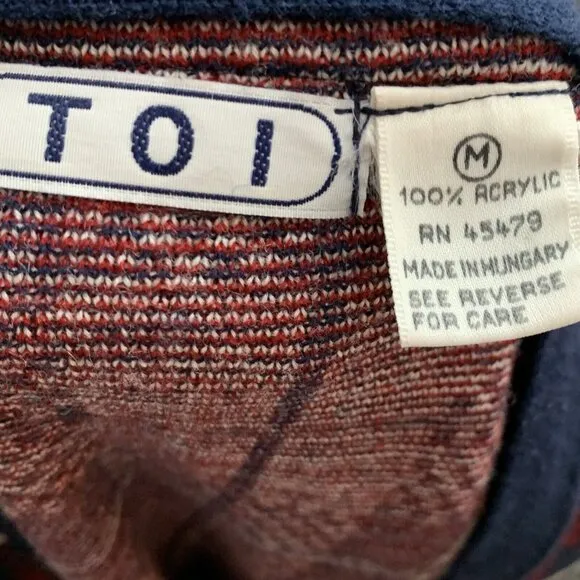 TOI
M
100% ACRYLIC
RN 45479
MADE IN HUNGARY
SEE REVERSE
FOR CARE